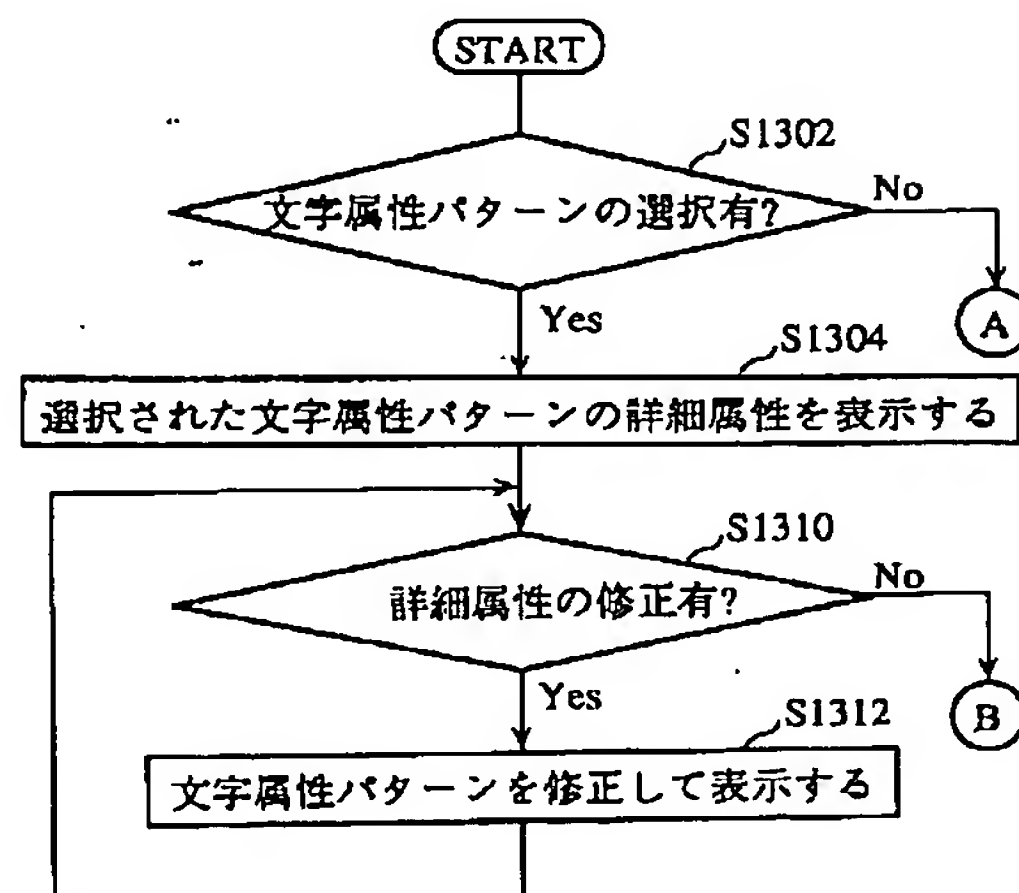 START
S1302
文字属性パターンの選択有?
No
A
Yes
S1304
選択された文字属性パターンの詳細属性を表示する
S1310
詳細属性の修正有?
No
B
Yes
S1312
文字属性パターンを修正して表示する